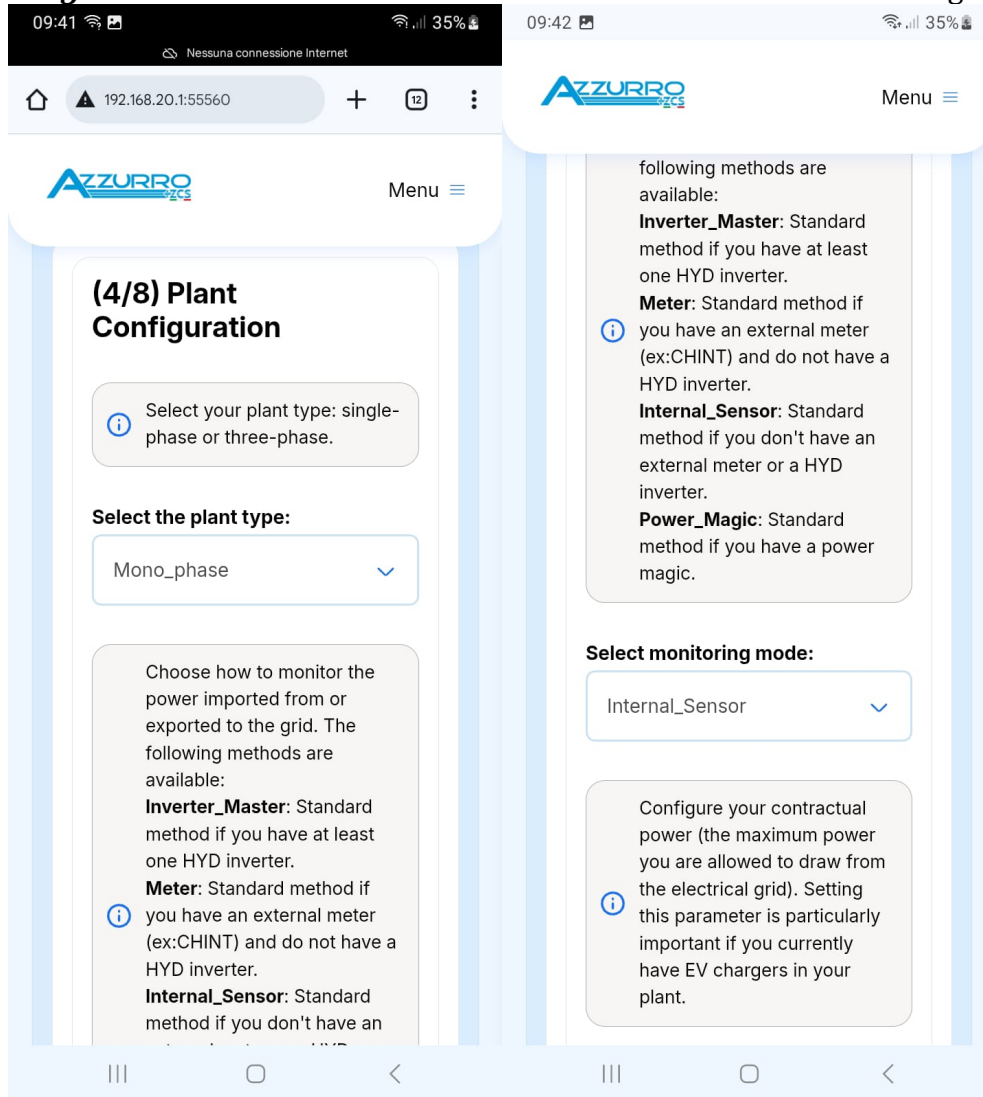 09:41
35%
Nessuna connessione Internet
192.168.20.1:55560
12
AZZURRO
ZCS
Menu
(4/8) Plant
Configuration
Select your plant type: single-
phase or three-phase.
Select the plant type:
Mono_phase
Choose how to monitor the
power imported from or
exported to the grid. The
following methods are
available:
Inverter_Master: Standard
method if you have at least
one HYD inverter.
Meter: Standard method if
you have an external meter
(ex:CHINT) and do not have a
HYD inverter.
Internal_Sensor: Standard
method if you don't have an
09:42
35%
AZZURRO
ZCS
Menu
following methods are
available:
Inverter_Master: Standard
method if you have at least
one HYD inverter.
Meter: Standard method if
you have an external meter
(ex:CHINT) and do not have a
HYD inverter.
Internal_Sensor: Standard
method if you don't have an
external meter or a HYD
inverter.
Power_Magic: Standard
method if you have a power
magic.
Select monitoring mode:
Internal_Sensor
Configure your contractual
power (the maximum power
you are allowed to draw from
the electrical grid). Setting
this parameter is particularly
important if you currently
have EV chargers in your
plant.